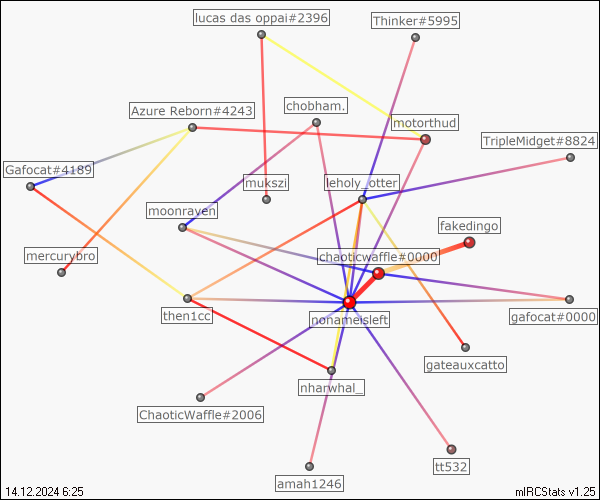 lucas das oppai#2396
Thinker#5995
Azure Reborn#4243
chobham.
motorthud
TripleMidget#8824
Gafocat#4189
mukszi
leholy_otter
moonraven
fakedingo
mercurybro
chaoticwaffle#0000
then1cc
nonameisleft
gafocat#0000
gateauxcatto
nharwhal_
ChaoticWaffle#2006
tt532
amah1246
14.12.2024 6:25
mIRCStats v1.25